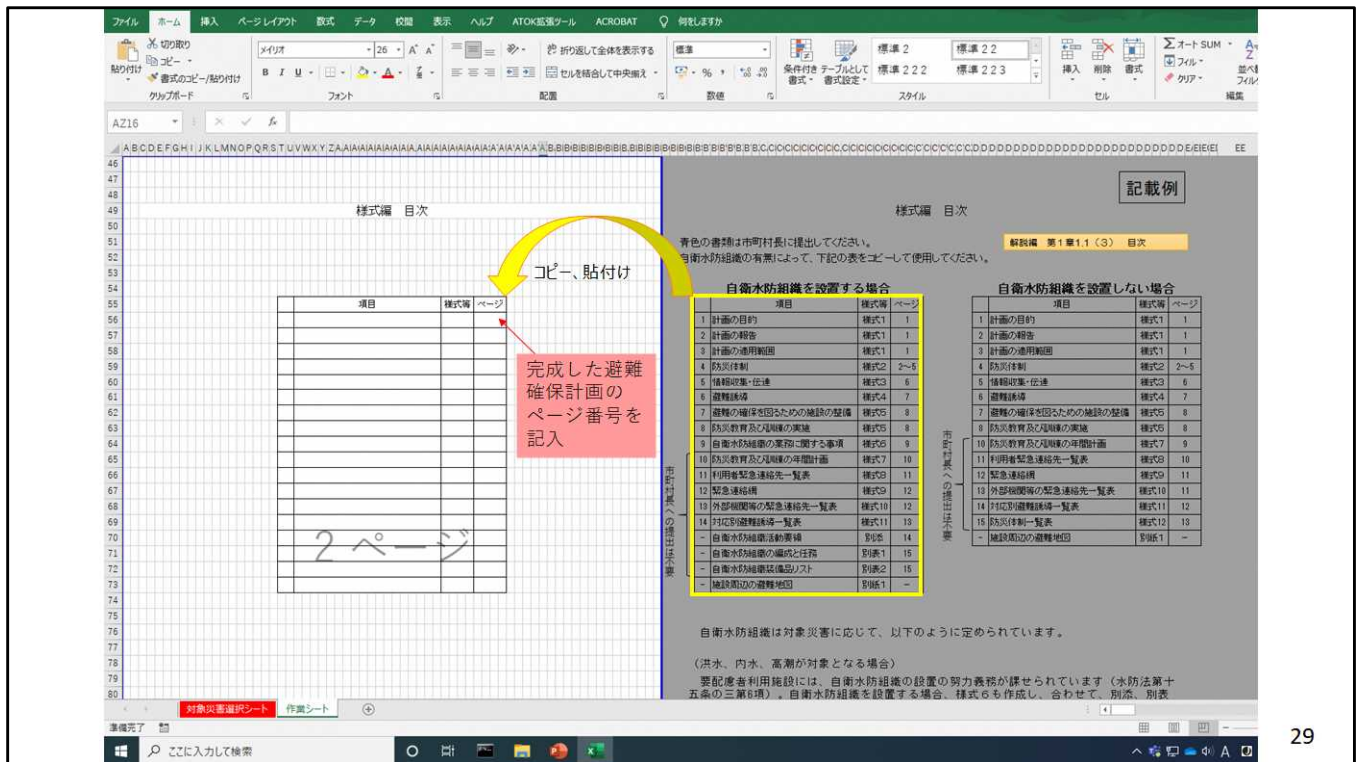 ファイル ホーム 挿入 ページ レイアウト 数式 データ 校閲 表示 ヘルプ ATOK拡張ツール ACROBAT 何をしますか
切り取り
コピー
書式のコピー/貼り付け
貼り付け
クリップボード
メイリオ 26
B I U
フォント
折り返して全体を表示する
セルを結合して中央揃え
配置
標準
数値
条件付き書式
テーブルとして書式設定
標準 2 標準 2 2
標準 2 2 2 標準 2 2 3
スタイル
挿入 削除 書式
セル
オート SUM
フィル
クリア
編集
AZ16
46
47
48
49
50
51
52
53
54
55
56
57
58
59
60
61
62
63
64
65
66
67
68
69
70
71
72
73
74
75
76
77
78
79
80
様式編 目次
コピー、貼付け
項目 様式等 ページ
完成した避難
確保計画の
ページ番号を
記入
2 ページ
記載例
様式編 目次
青色の書類は市町村長に提出してください。
解説編 第1章1.1(3) 目次
自衛水防組織の有無によって、下記の表をコピーして使用してください。
自衛水防組織を設置する場合
項目 様式等 ページ
1 計画の目的 様式1 1
2 計画の報告 様式1 1
3 計画の適用範囲 様式1 1
4 防災体制 様式2 2~5
5 情報収集・伝達 様式3 6
6 避難誘導 様式4 7
7 避難の確保を図るための施設の整備 様式5 8
8 防災教育及び訓練の実施 様式5 8
9 自衛水防組織の業務に関する事項 様式6 9
10 防災教育及び訓練の年間計画 様式7 10
11 利用者緊急連絡先一覧表 様式8 11
12 緊急連絡網 様式9 12
13 外部機関等の緊急連絡先一覧表 様式10 12
14 対応別避難誘導一覧表 様式11 13
- 自衛水防組織活動要領 別添 14
- 自衛水防組織の編成と任務 別表1 15
- 自衛水防組織装備品リスト 別表2 15
- 施設周辺の避難地図 別紙1 -
市町村長への提出は不要
自衛水防組織を設置しない場合
項目 様式等 ページ
1 計画の目的 様式1 1
2 計画の報告 様式1 1
3 計画の適用範囲 様式1 1
4 防災体制 様式2 2~5
5 情報収集・伝達 様式3 6
6 避難誘導 様式4 7
7 避難の確保を図るための施設の整備 様式5 8
8 防災教育及び訓練の実施 様式5 8
10 防災教育及び訓練の年間計画 様式7 9
11 利用者緊急連絡先一覧表 様式8 10
12 緊急連絡網 様式9 11
13 外部機関等の緊急連絡先一覧表 様式10 11
14 対応別避難誘導一覧表 様式11 12
15 防災体制一覧表 様式12 13
- 施設周辺の避難地図 別紙1 -
市町村長への提出は不要
自衛水防組織は対象災害に応じて、以下のように定められています。
(洪水、内水、高潮が対象となる場合)
要配慮者利用施設には、自衛水防組織の設置の努力義務が課せられています(水防法第十
五条の三第6項)。自衛水防組織を設置する場合、様式6も作成し、合わせて、別添、別表
対象災害選択シート 作業シート
準備完了
ここに入力して検索
29